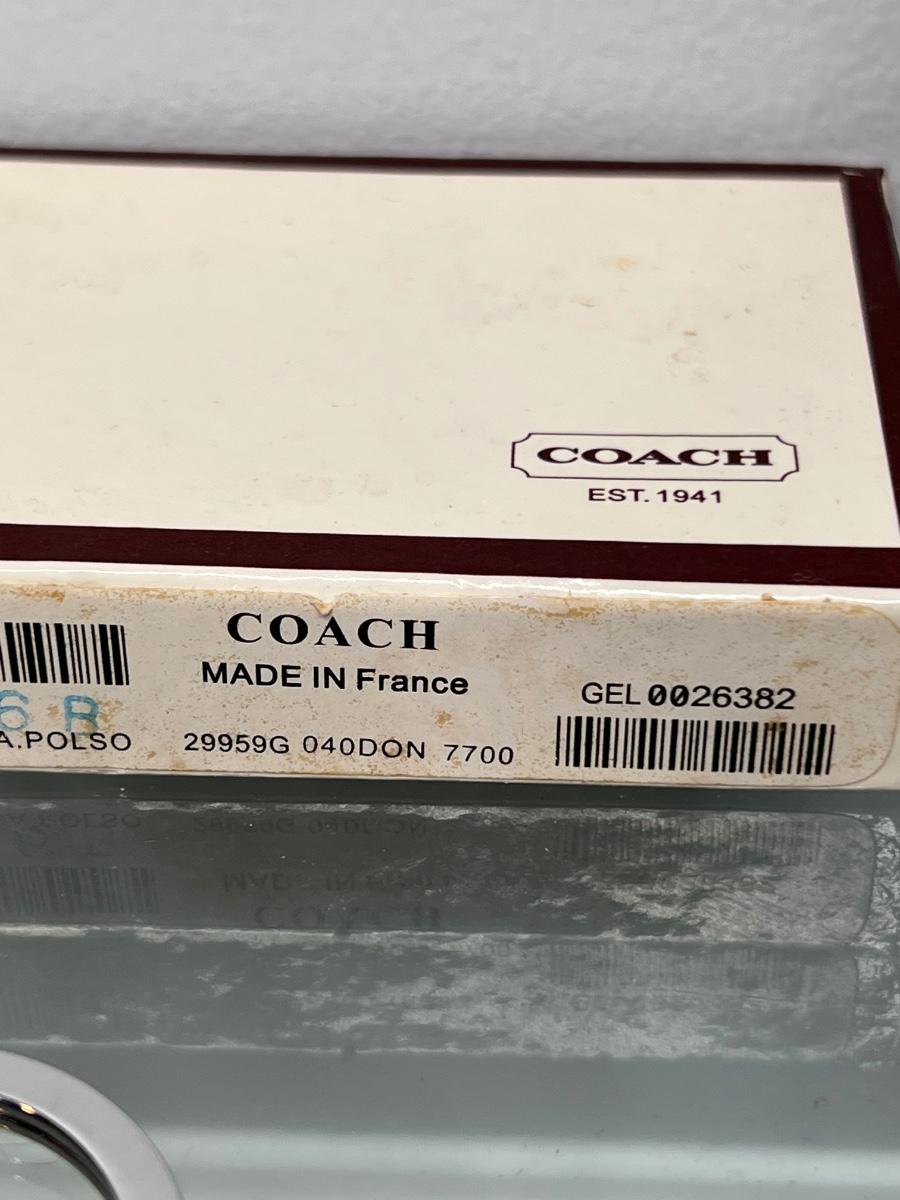 COACH
EST. 1941
COACH
MADE IN France
GEL 0026382
6 R
A.POLSO
29959G 040DON 7700